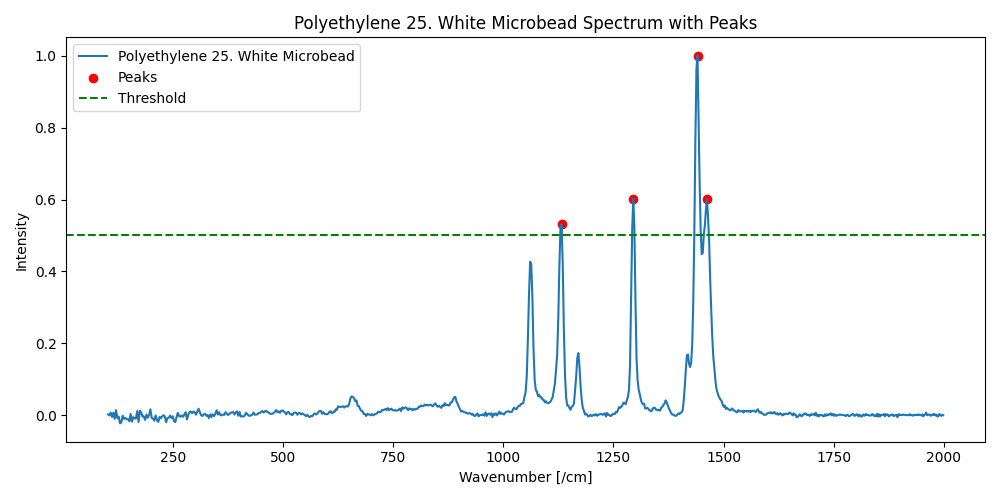 Polyethylene 25. White Microbead Spectrum with Peaks
Polyethylene 25. White Microbead
Peaks
Threshold
1.0
0.8
0.6
0.4
0.2
0.0
Intensity
250 500 750 1000 1250 1500 1750 2000
Wavenumber [/cm]